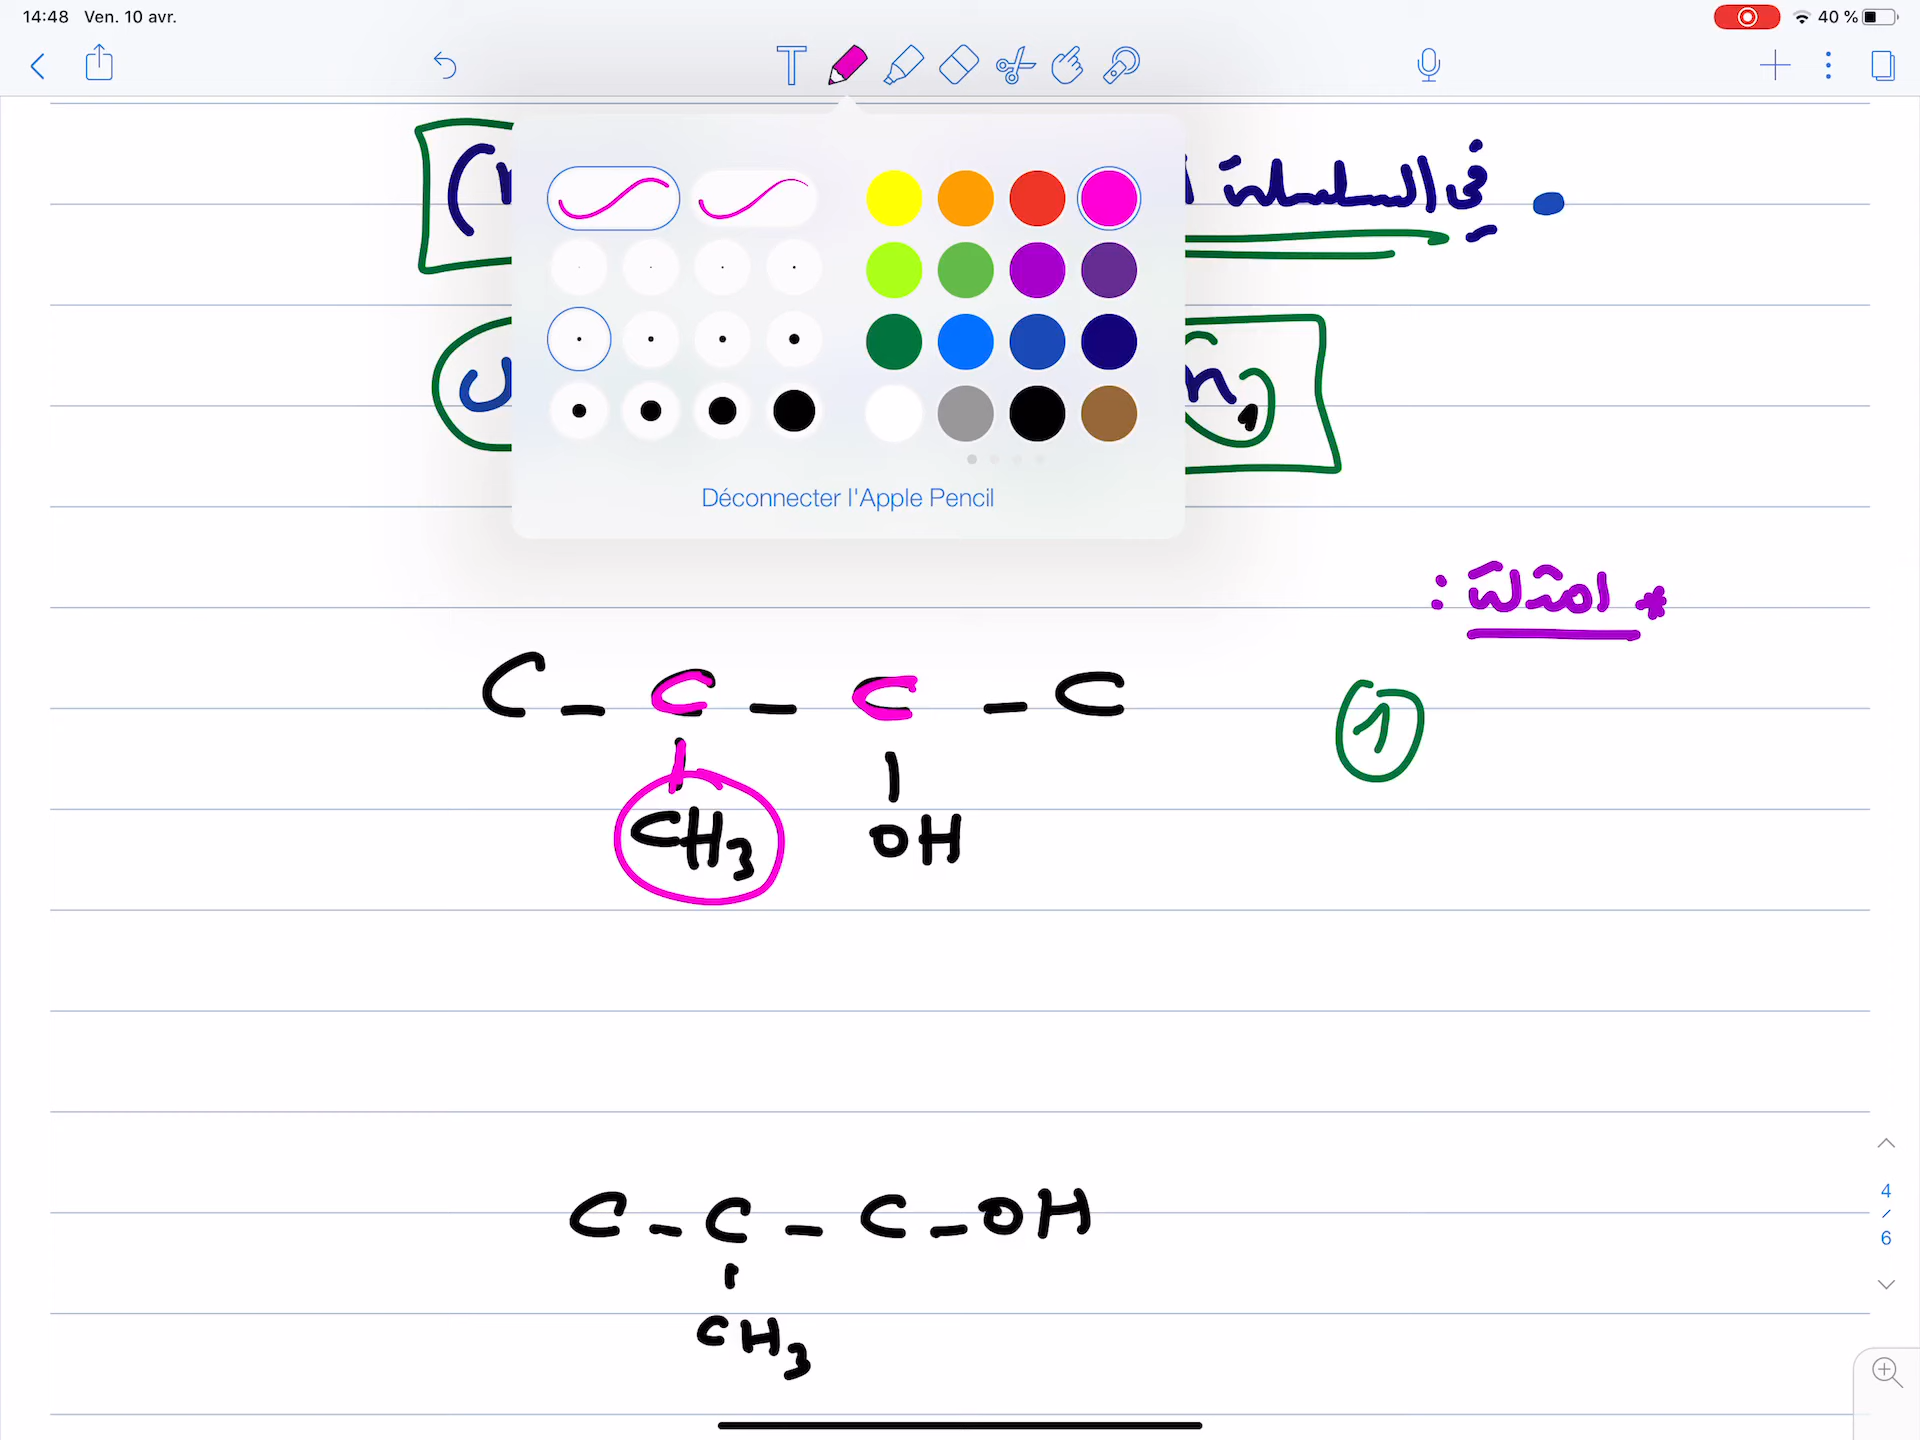 14:48 Ven. 10 avr. 40 %
T
في السلسلة
n
Déconnecter l'Apple Pencil
* امثلة :
1
C - C - C - C
CH3 OH
4
/
6
C - C - C - OH
CH3